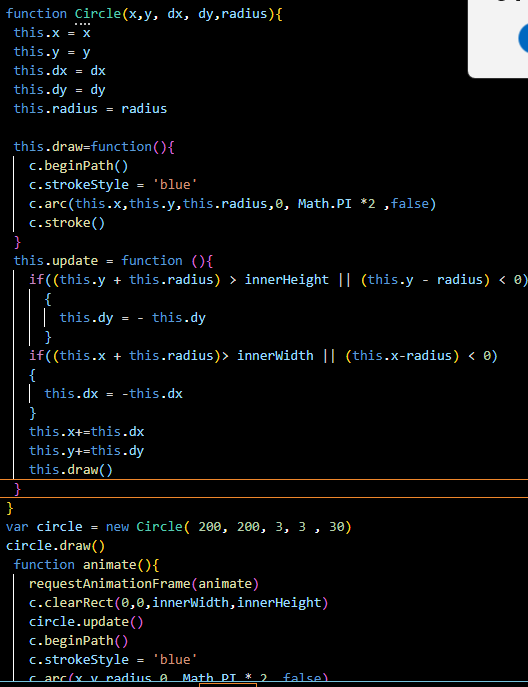 function Circle(x,y, dx, dy,radius){
this.x = x
this.y = y
this.dx = dx
this.dy = dy
this.radius = radius
this.draw=function(){
c.beginPath()
c.strokeStyle = 'blue'
c.arc(this.x,this.y,this.radius,0, Math.PI *2 ,false)
c.stroke()
}
this.update = function (){
if((this.y + this.radius) > innerHeight || (this.y - radius) < 0)
{
this.dy = - this.dy
}
if((this.x + this.radius)> innerWidth || (this.x-radius) < 0)
{
this.dx = -this.dx
}
this.x+=this.dx
this.y+=this.dy
this.draw()
}
}
var circle = new Circle( 200, 200, 3, 3 , 30)
circle.draw()
function animate(){
requestAnimationFrame(animate)
c.clearRect(0,0,innerWidth,innerHeight)
circle.update()
c.beginPath()
c.strokeStyle = 'blue'
c.arc(x,y,radius,0, Math.PI * 2, false)